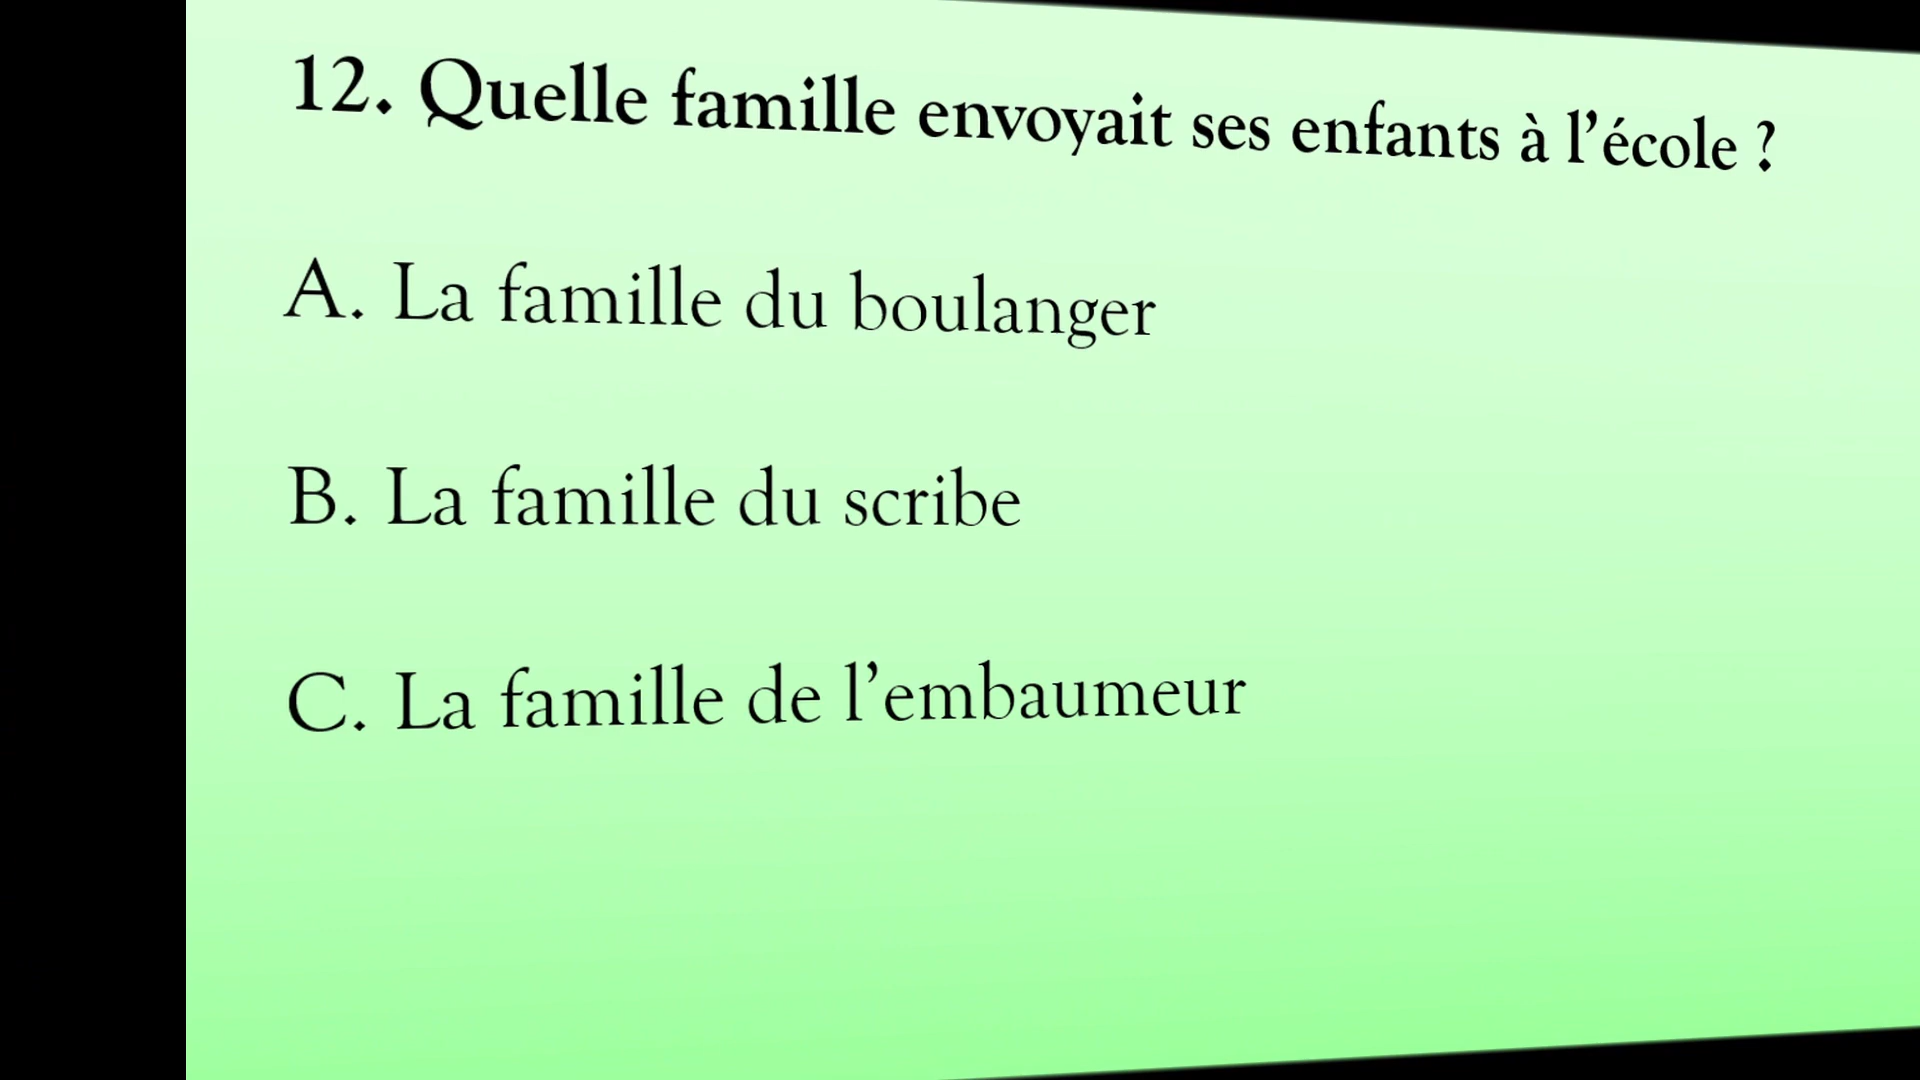 12. Quelle famille envoyait ses enfants à l’école ?
A. La famille du boulanger
B. La famille du scribe
C. La famille de l’embaumeur